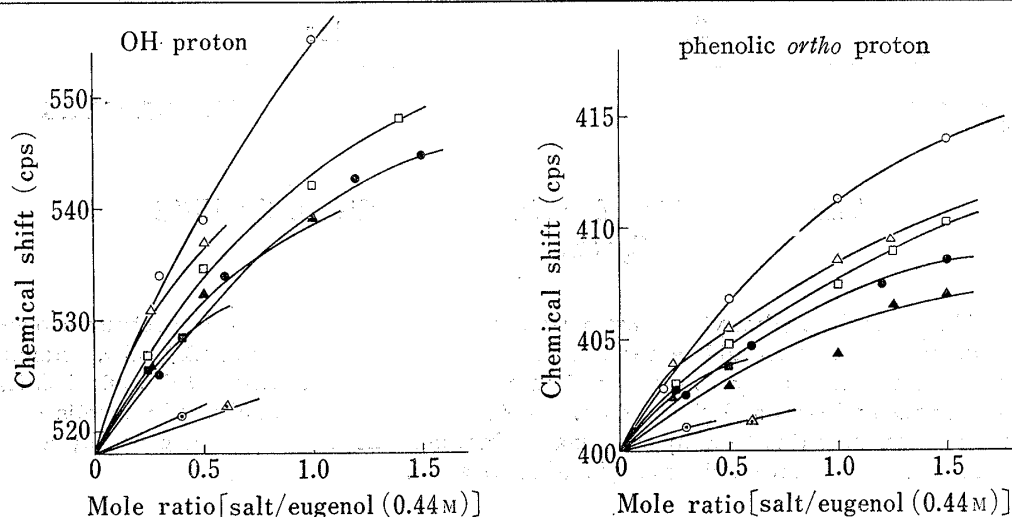 OH proton
Chemical shift (cps)
550
540
530
520
0
0.5
1.0
1.5
Mole ratio[salt/eugenol (0.44M)]
phenolic ortho proton
Chemical shift (cps)
415
410
405
400
0
0.5
1.0
1.5
Mole ratio[salt/eugenol (0.44M)]